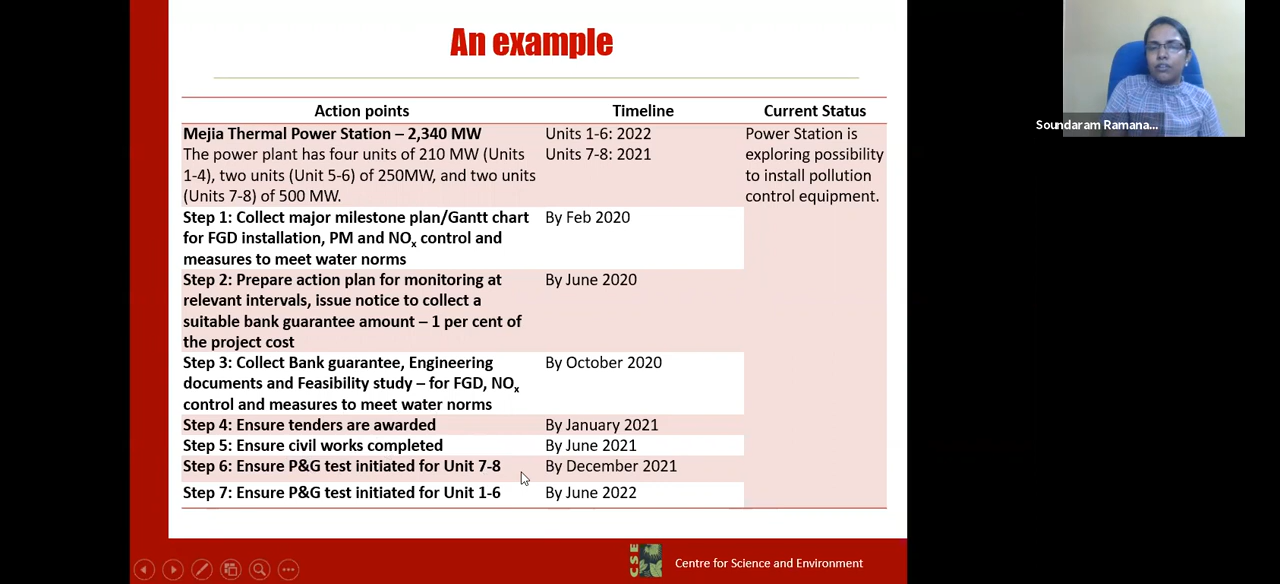 An example
Action points Timeline Current Status
Mejia Thermal Power Station – 2,340 MW Units 1-6: 2022 Power Station is
The power plant has four units of 210 MW (Units Units 7-8: 2021 exploring possibility
1-4), two units (Unit 5-6) of 250MW, and two units to install pollution
(Units 7-8) of 500 MW. control equipment.
Step 1: Collect major milestone plan/Gantt chart By Feb 2020
for FGD installation, PM and NOx control and
measures to meet water norms
Step 2: Prepare action plan for monitoring at By June 2020
relevant intervals, issue notice to collect a
suitable bank guarantee amount – 1 per cent of
the project cost
Step 3: Collect Bank guarantee, Engineering By October 2020
documents and Feasibility study – for FGD, NOx
control and measures to meet water norms
Step 4: Ensure tenders are awarded By January 2021
Step 5: Ensure civil works completed By June 2021
Step 6: Ensure P&G test initiated for Unit 7-8 By December 2021
Step 7: Ensure P&G test initiated for Unit 1-6 By June 2022
CSE Centre for Science and Environment
Soundaram Ramana...